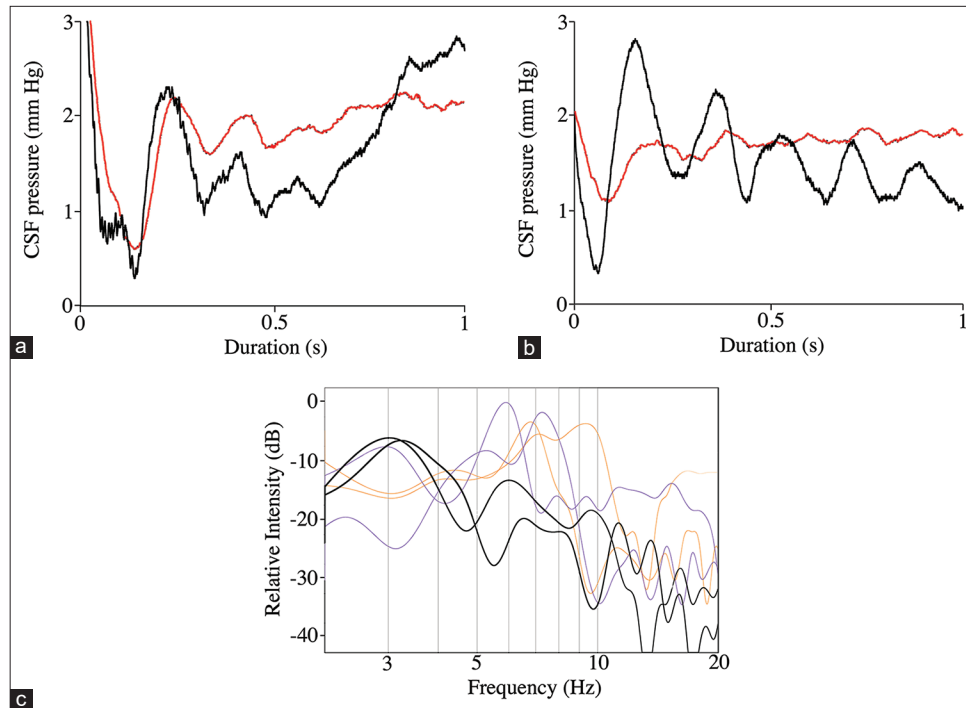 3
2
1
0
CSF pressure (mm Hg)
0
0.5
1
Duration (s)
a
3
2
1
0
CSF pressure (mm Hg)
0
0.5
1
Duration (s)
b
0
-10
-20
-30
-40
Relative Intensity (dB)
3
5
10
20
Frequency (Hz)
c